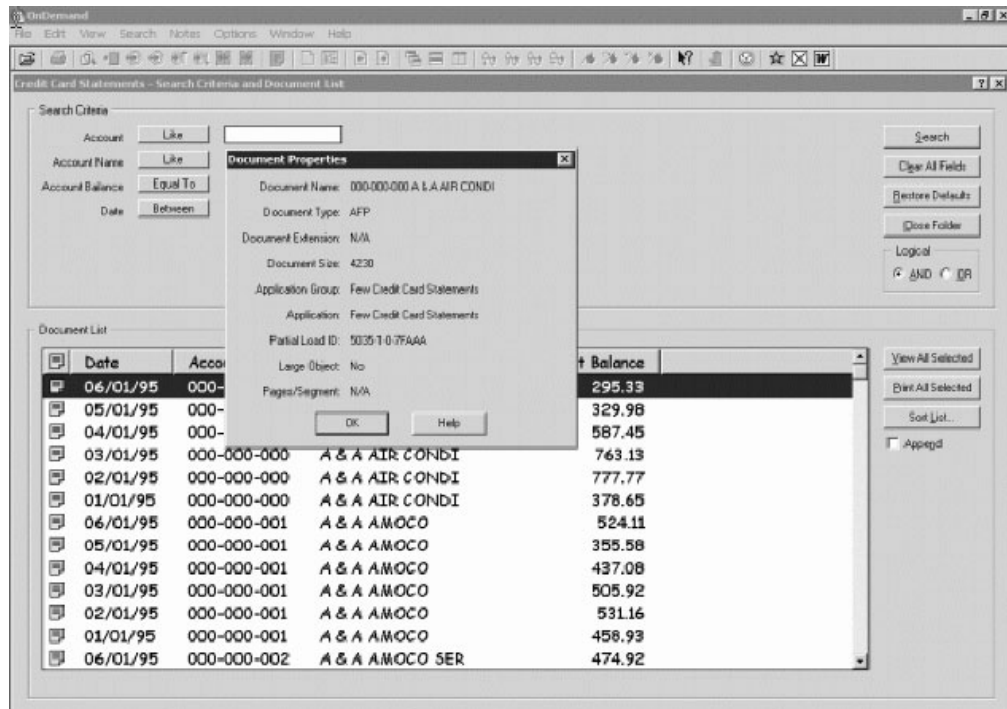 OnDemand
File Edit View Search Notes Options Window Help
Credit Card Statements - Search Criteria and Document List
Search Criteria
Account Like
Account Name Like
Account Balance Equal To
Date Between
Search
Clear All Fields
Restore Defaults
Close Folder
Logical
AND OR
Document Properties
Document Name: 000-000-000 A & A AIR CONDI
Document Type: AFP
Document Extension: N/A
Document Size: 4230
Application Group: Few Credit Card Statements
Application: Few Credit Card Statements
Partial Load ID: 5035-1-0-7FAAA
Large Object: No
Pages/Segment: N/A
OK Help
Document List
Date Accou t Balance
06/01/95 000- 295.33
05/01/95 000- 329.98
04/01/95 000- 587.45
03/01/95 000-000-000 A & A AIR CONDI 763.13
02/01/95 000-000-000 A & A AIR CONDI 777.77
01/01/95 000-000-000 A & A AIR CONDI 378.65
06/01/95 000-000-001 A & A AMOCO 524.11
05/01/95 000-000-001 A & A AMOCO 355.58
04/01/95 000-000-001 A & A AMOCO 437.08
03/01/95 000-000-001 A & A AMOCO 505.92
02/01/95 000-000-001 A & A AMOCO 531.16
01/01/95 000-000-001 A & A AMOCO 458.93
06/01/95 000-000-002 A & A AMOCO SER 474.92
View All Selected
Print All Selected
Sort List...
Append